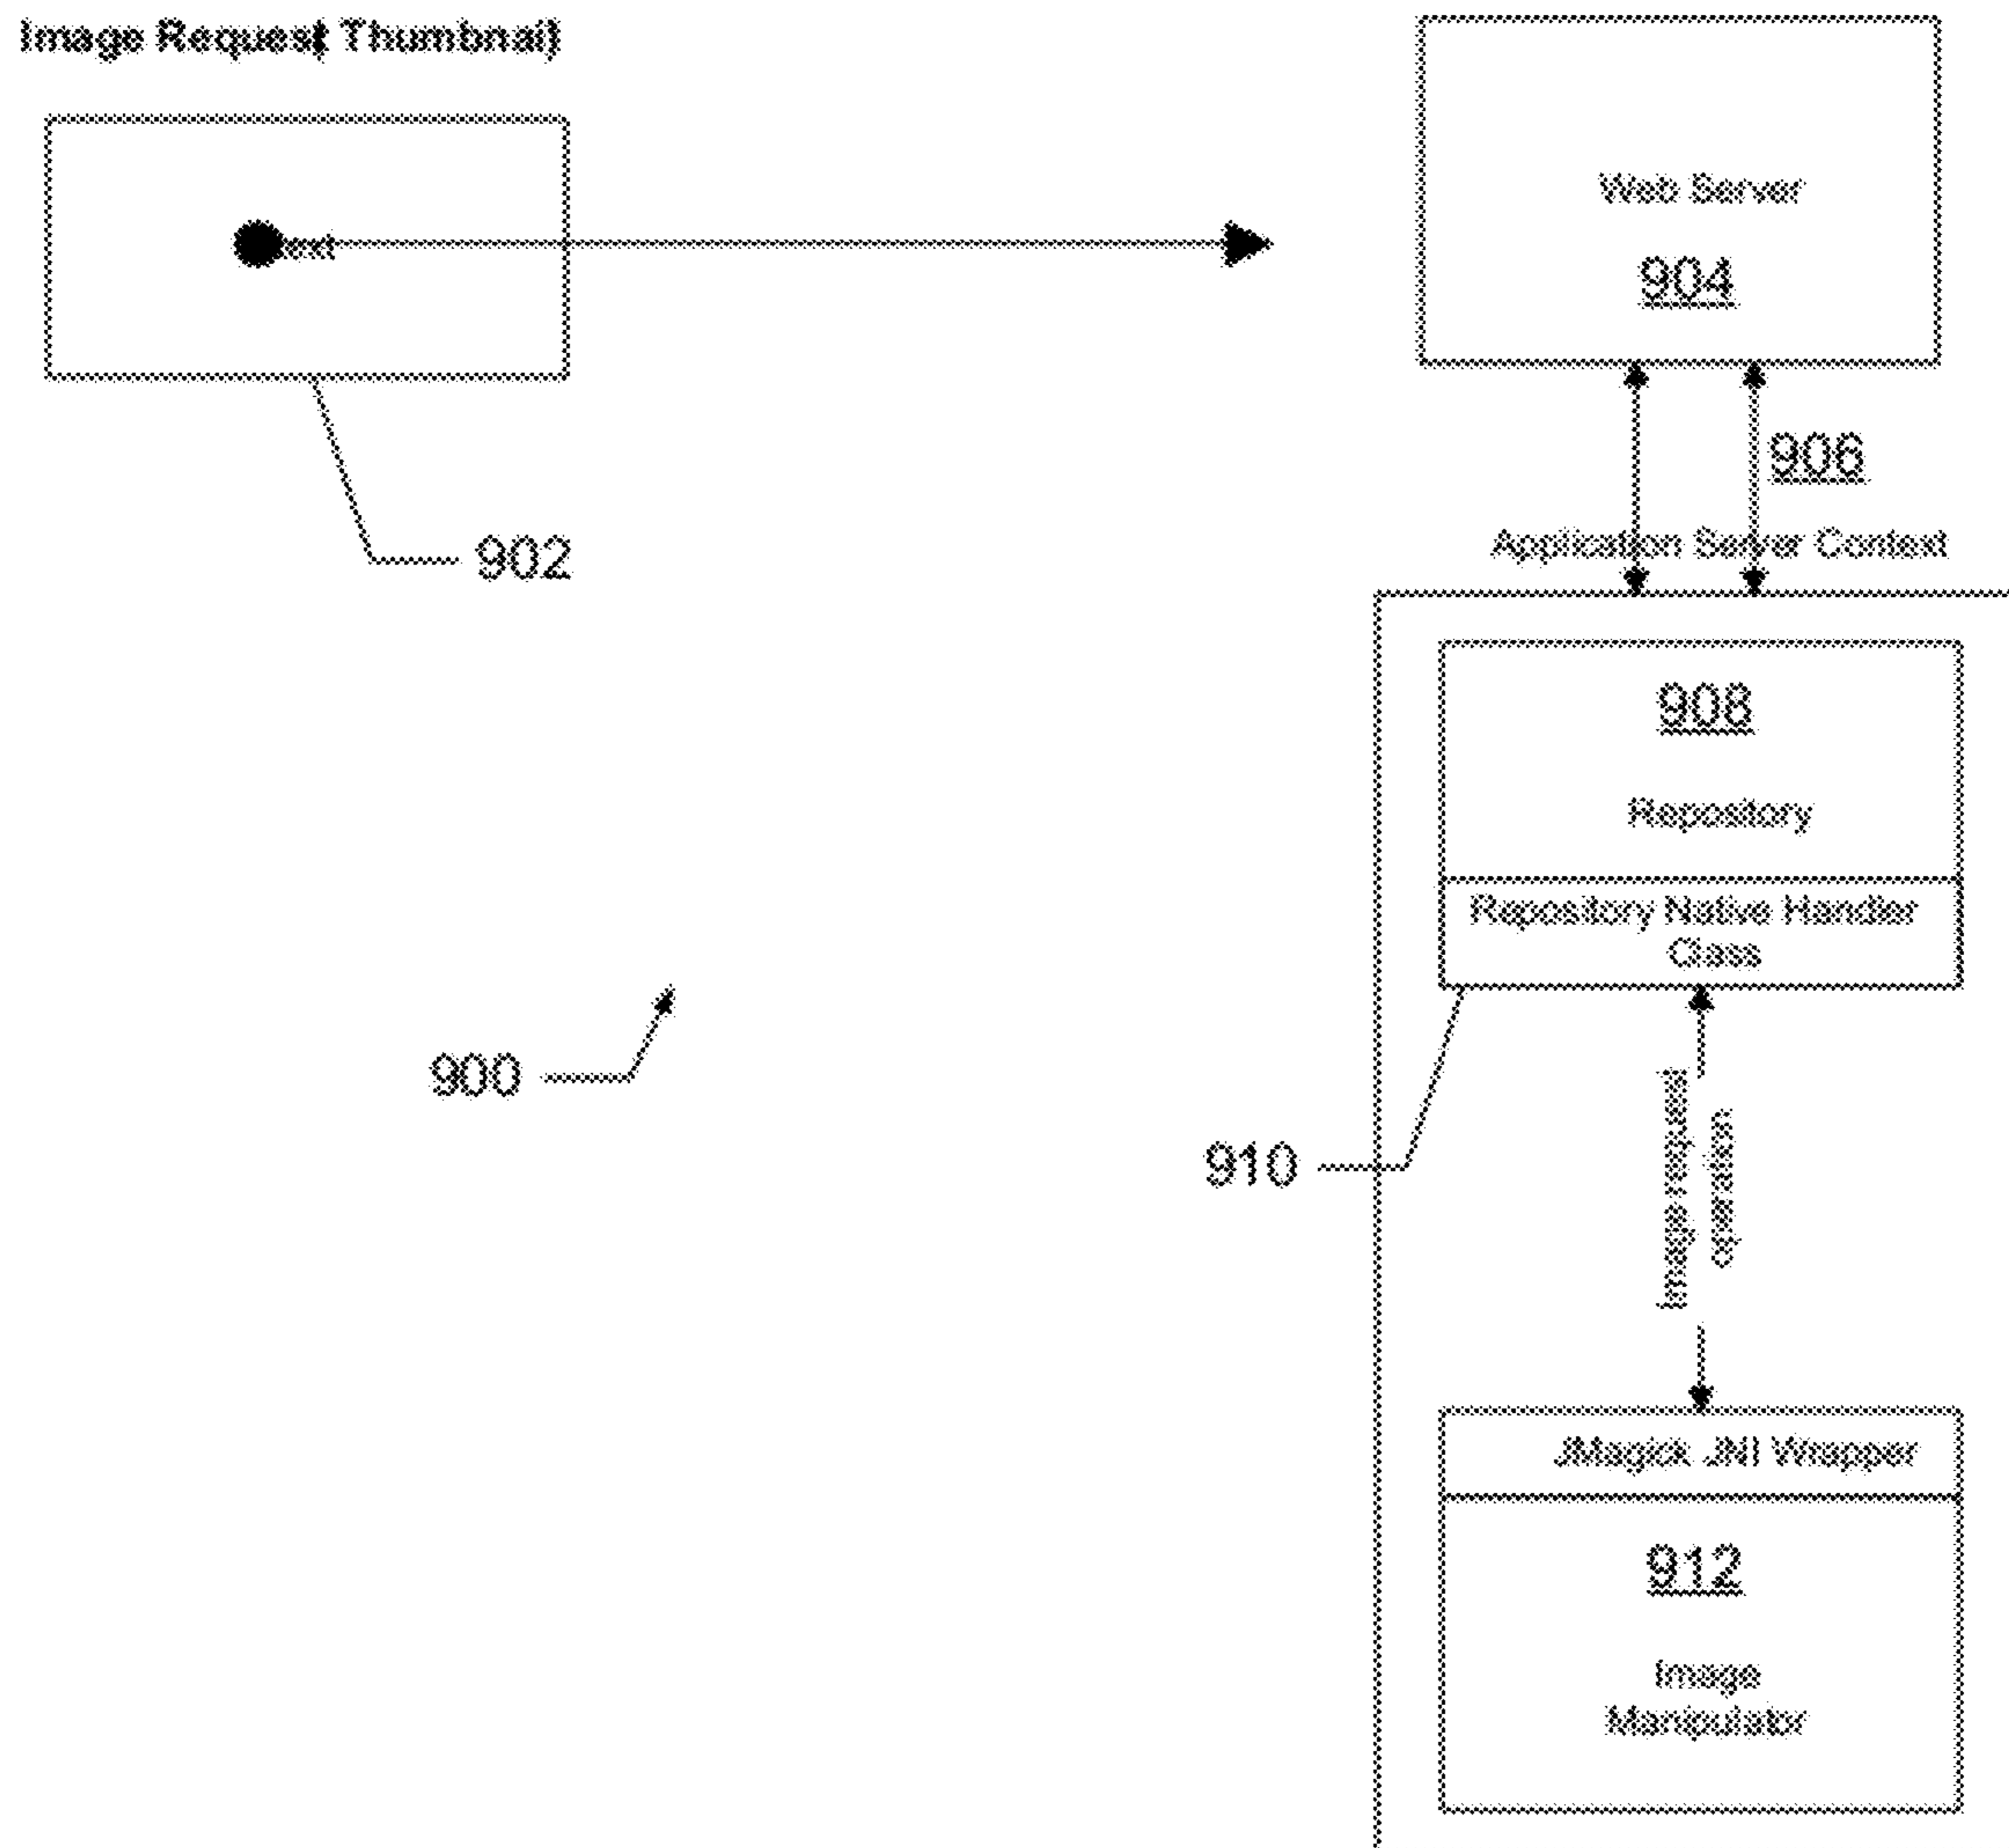 Image Request( Thumbnail)
Web Server
904
906
902
Application Server Context
908
Repository
Repository Native Handler
Class
900
910
JMagick JNI Wrapper
912
Image
Manipulator